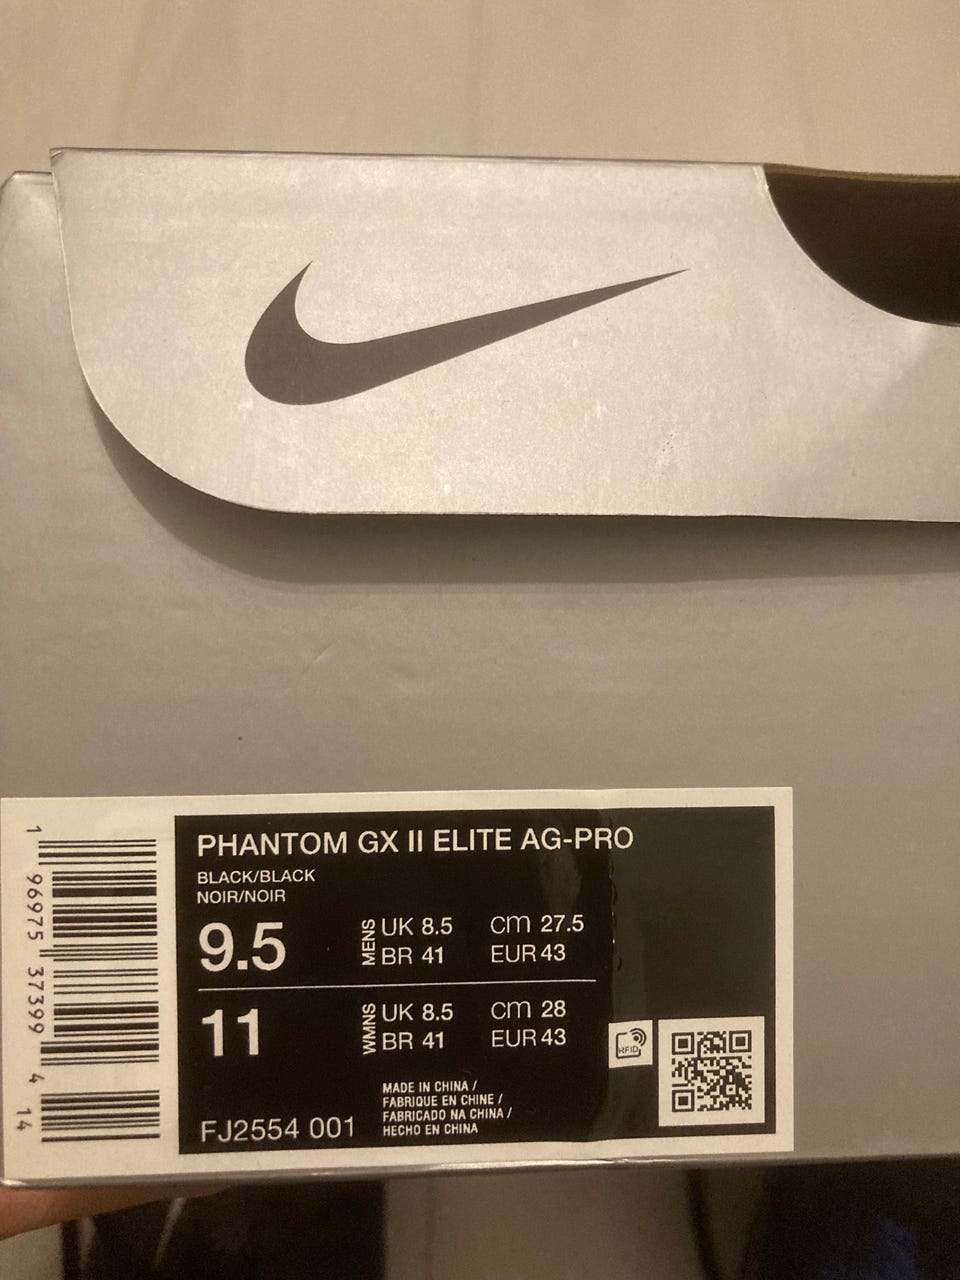 PHANTOM GX II ELITE AG-PRO
BLACK/BLACK
NOIR/NOIR
9.5
MENS
UK 8.5 cm 27.5
BR 41 EUR 43
11
WMNS
UK 8.5 cm 28
BR 41 EUR 43
RFID
MADE IN CHINA /
FABRIQUE EN CHINE /
FABRICADO NA CHINA /
HECHO EN CHINA
FJ2554 001
1 96975 37399 4 14